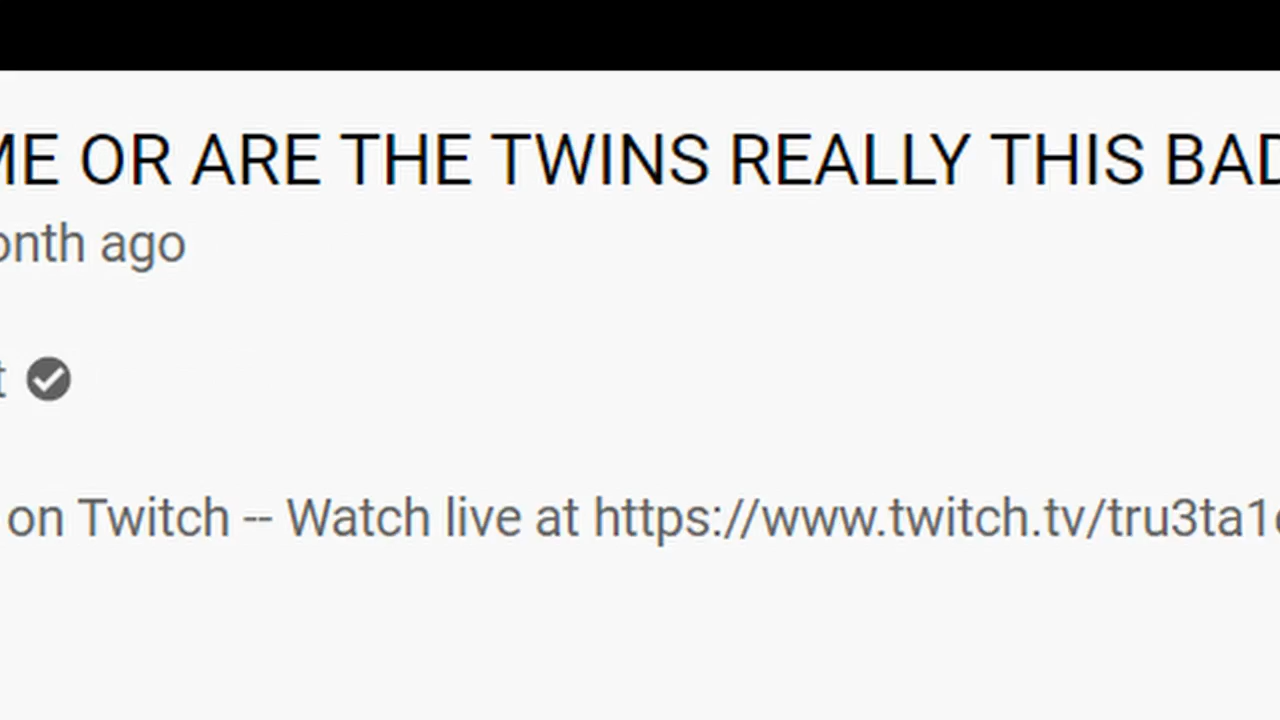 ME OR ARE THE TWINS REALLY THIS BAD
onth ago
t
on Twitch -- Watch live at https://www.twitch.tv/tru3ta1